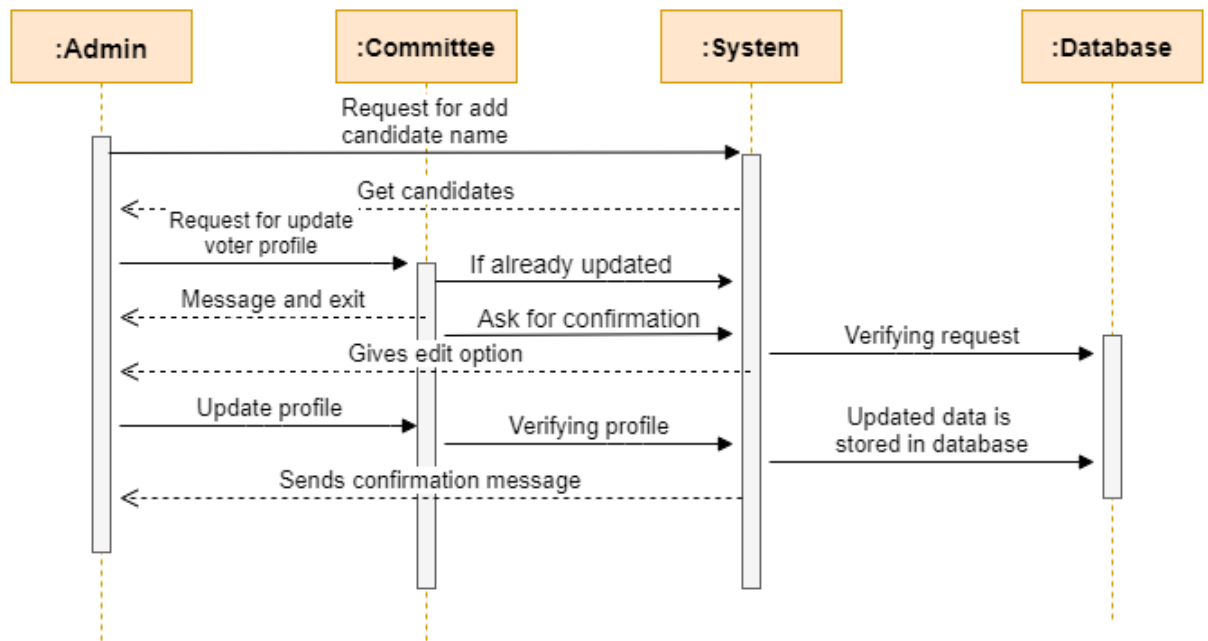 :Admin
:Committee
:System
:Database
Request for add
candidate name
Get candidates
Request for update
voter profile
If already updated
Message and exit
Ask for confirmation
Verifying request
Gives edit option
Update profile
Verifying profile
Updated data is
stored in database
Sends confirmation message